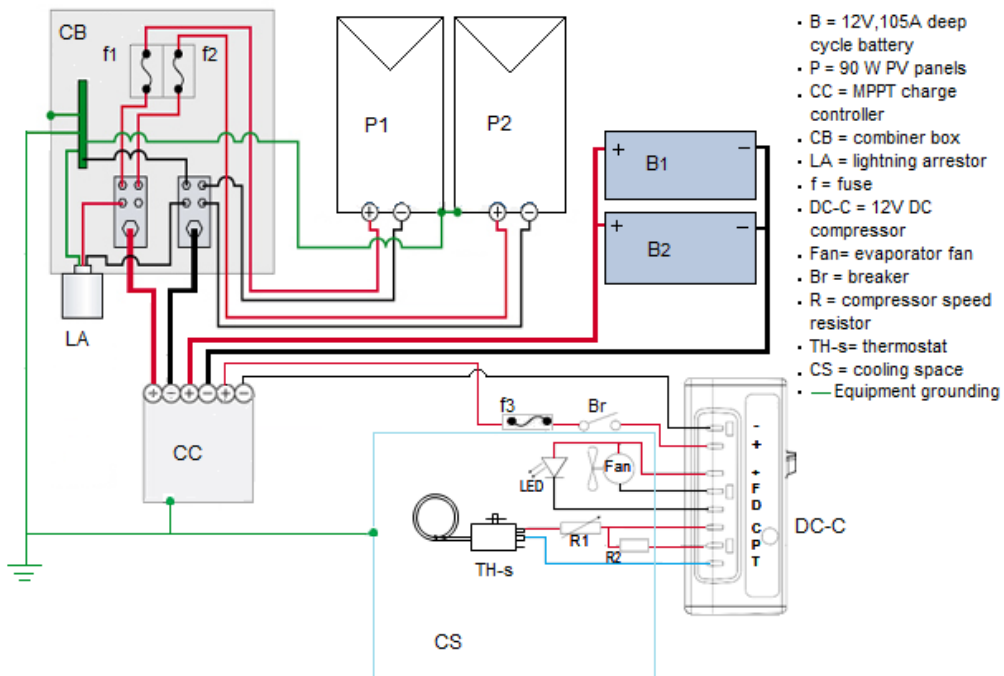 CB
f1
f2
P1
P2
+
−
B1
+
−
B2
+ − + −
LA
+ − + − + −
CC
f3
Br
LED
Fan
R1
R2
TH-s
CS
-
+
+
F
D
C
P
T
DC-C
• B = 12V,105A deep
cycle battery
• P = 90 W PV panels
• CC = MPPT charge
controller
• CB = combiner box
• LA = lightning arrestor
• f = fuse
• DC-C = 12V DC
compressor
• Fan= evaporator fan
• Br = breaker
• R = compressor speed
resistor
• TH-s= thermostat
• CS = cooling space
• — Equipment grounding